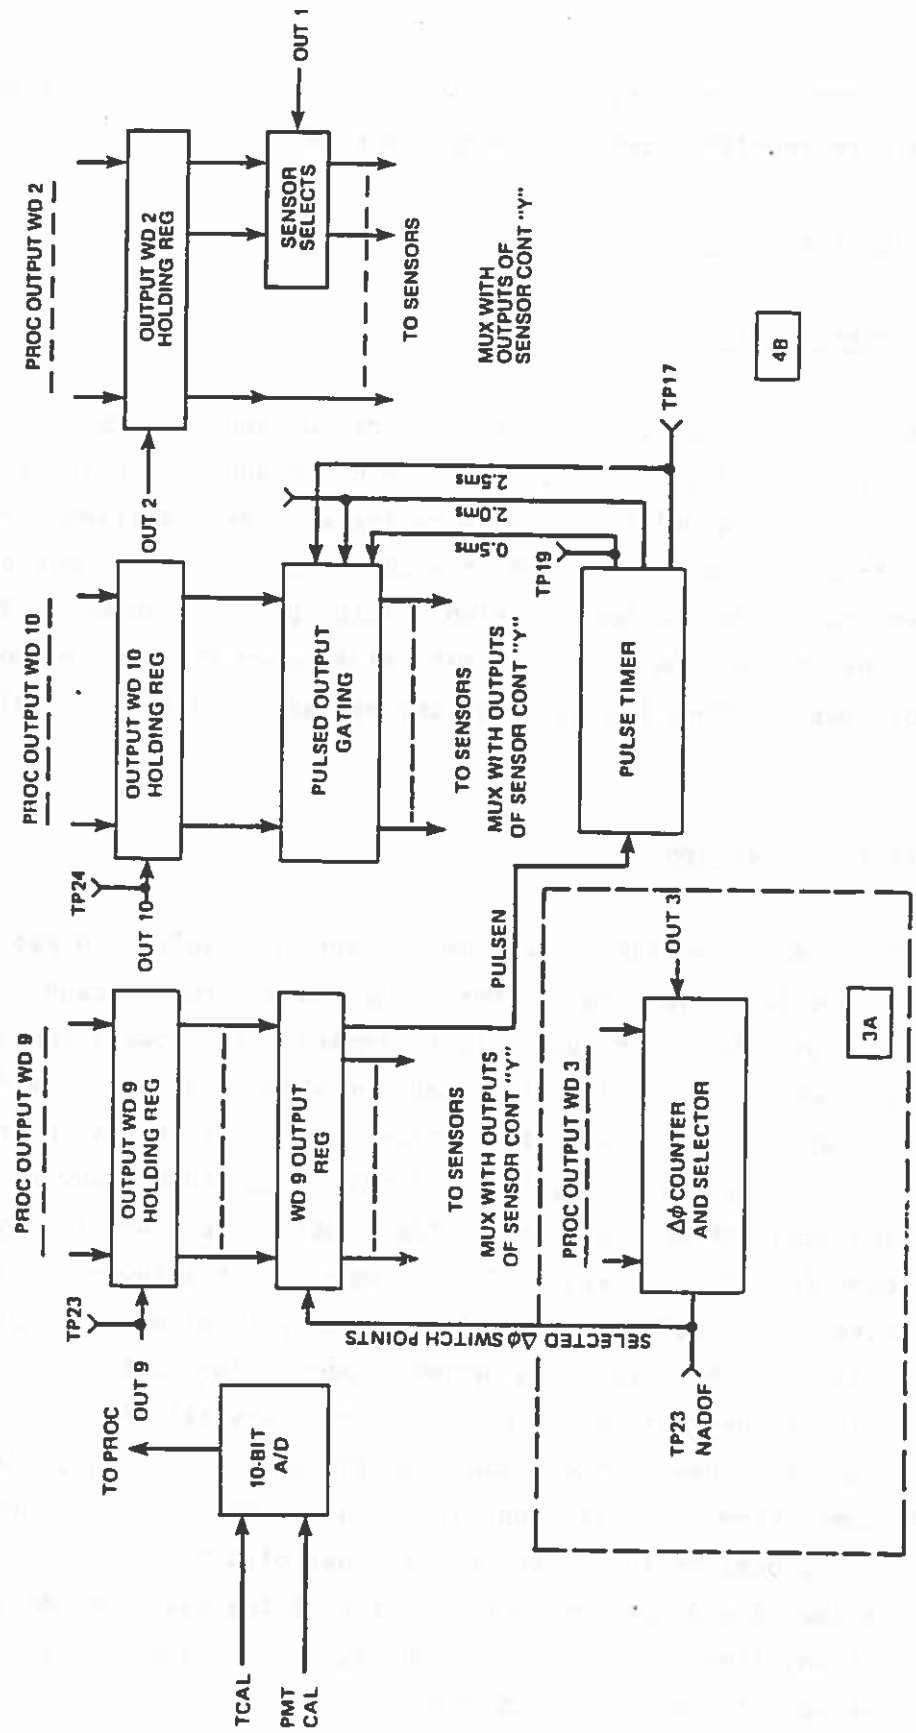 TCAL
PMT
CAL
10-BIT
A/D
TO PROC
PROC OUTPUT WD 9
TP23
OUT 9
OUTPUT WD 9
HOLDING REG
WD 9 OUTPUT
REG
TO SENSORS
MUX WITH OUTPUTS
OF SENSOR CONT "Y"
SELECTED Δϕ SWITCH POINTS
PULSEN
PROC OUTPUT WD 3
Δϕ COUNTER
AND SELECTOR
OUT 3
TP23
NADOF
3A
PROC OUTPUT WD 10
TP24
OUT 10
OUTPUT WD 10
HOLDING REG
PULSED OUTPUT
GATING
TO SENSORS
MUX WITH OUTPUTS
OF SENSOR CONT "Y"
0.5ms
2.0ms
2.5ms
TP19
PULSE TIMER
TP17
PROC OUTPUT WD 2
OUT 2
OUTPUT WD 2
HOLDING REG
SENSOR
SELECTS
OUT 1
TO SENSORS
MUX WITH
OUTPUTS OF
SENSOR CONT "Y"
4B